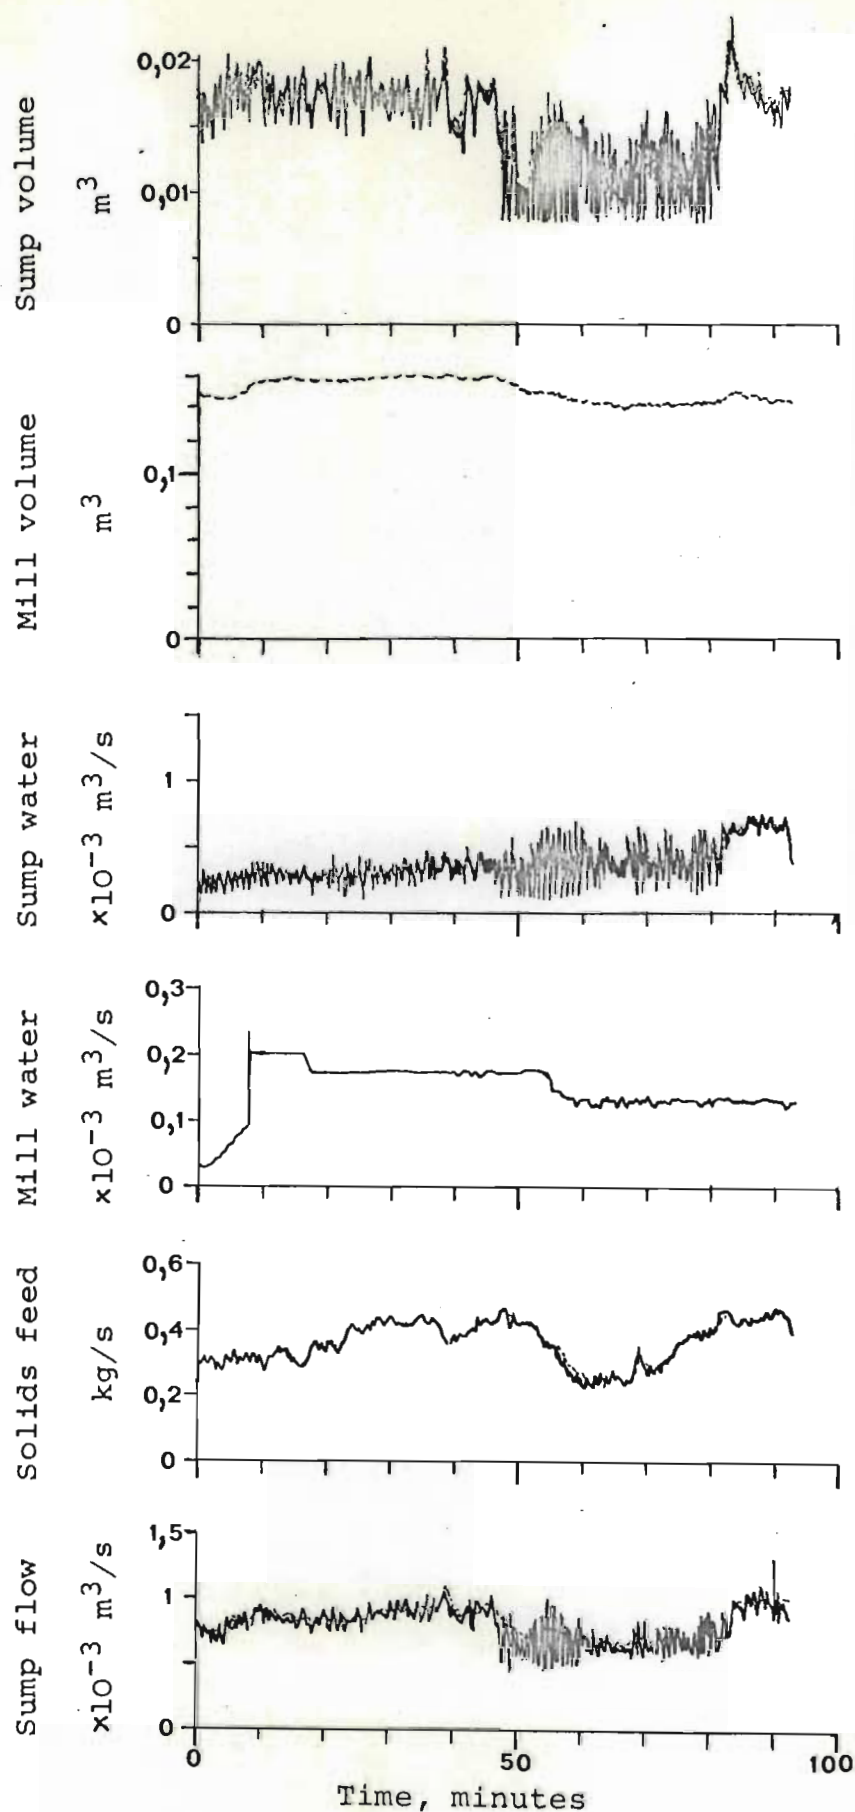 Sump volume
m3
0,02
0,01
0
Mill volume
m3
0,1
0
Sump water
x10-3 m3/s
1
0
Mill water
x10-3 m3/s
0,3
0,2
0,1
0
Solids feed
kg/s
0,6
0,4
0,2
0
Sump flow
x10-3 m3/s
1,5
1
0
0 50 100
Time, minutes